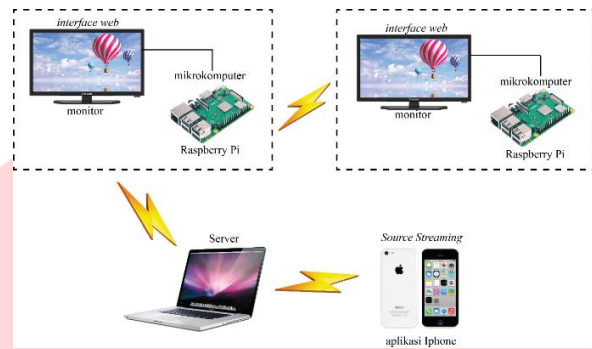 interface web
mikrokomputer
monitor
Raspberry Pi
interface web
mikrokomputer
monitor
Raspberry Pi
Server
Source Streaming
aplikasi Iphone